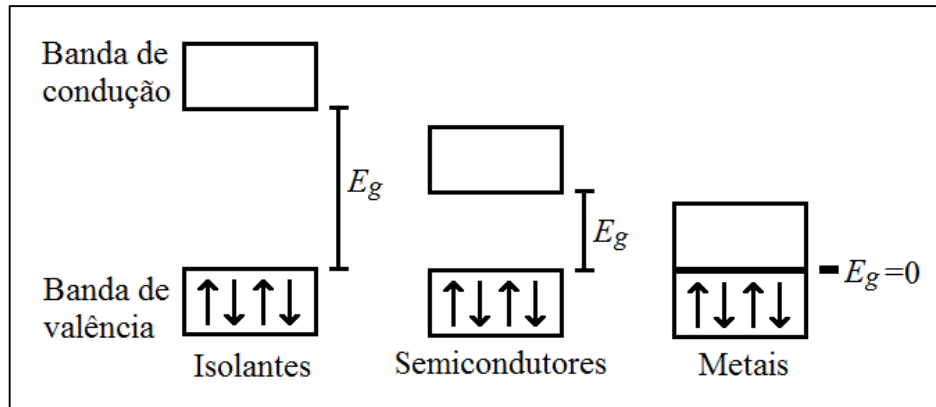 Banda de
condução
E_g
E_g
E_g=0
Banda de
valência
Isolantes
Semicondutores
Metais